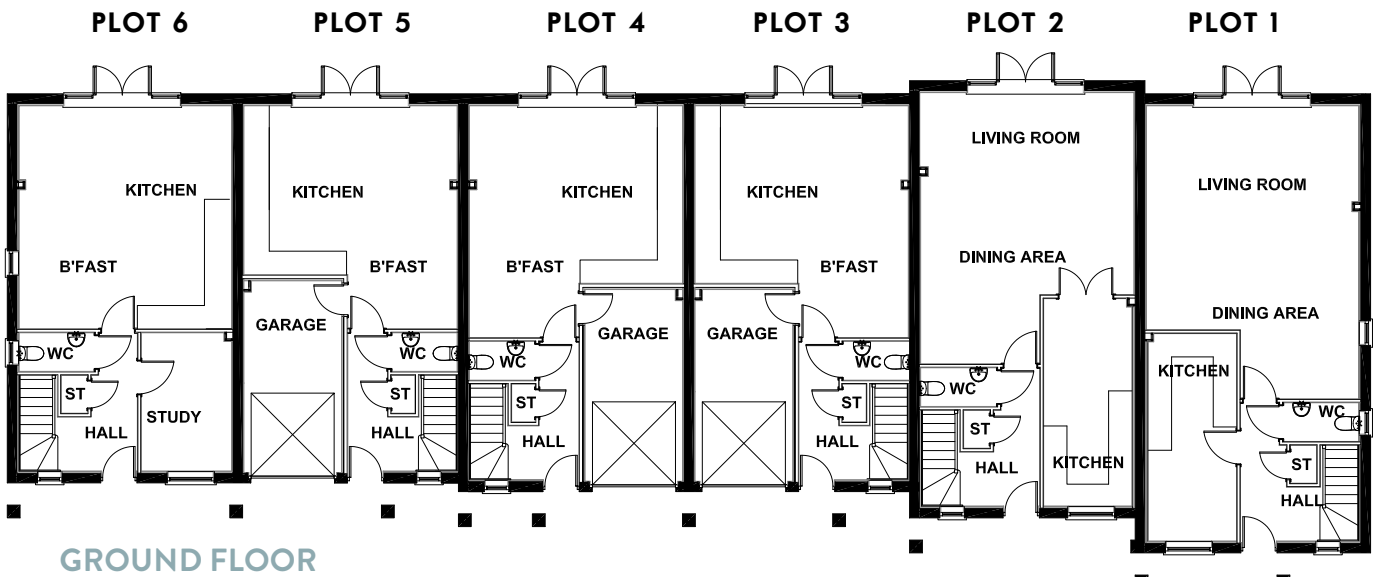 PLOT 6 PLOT 5 PLOT 4 PLOT 3 PLOT 2 PLOT 1
KITCHEN
B'FAST
WC
ST
STUDY
HALL
KITCHEN
B'FAST
GARAGE
WC
ST
HALL
KITCHEN
B'FAST
GARAGE
WC
ST
HALL
KITCHEN
B'FAST
GARAGE
WC
ST
HALL
LIVING ROOM
DINING AREA
WC
ST
HALL
KITCHEN
LIVING ROOM
DINING AREA
KITCHEN
WC
ST
HALL
GROUND FLOOR